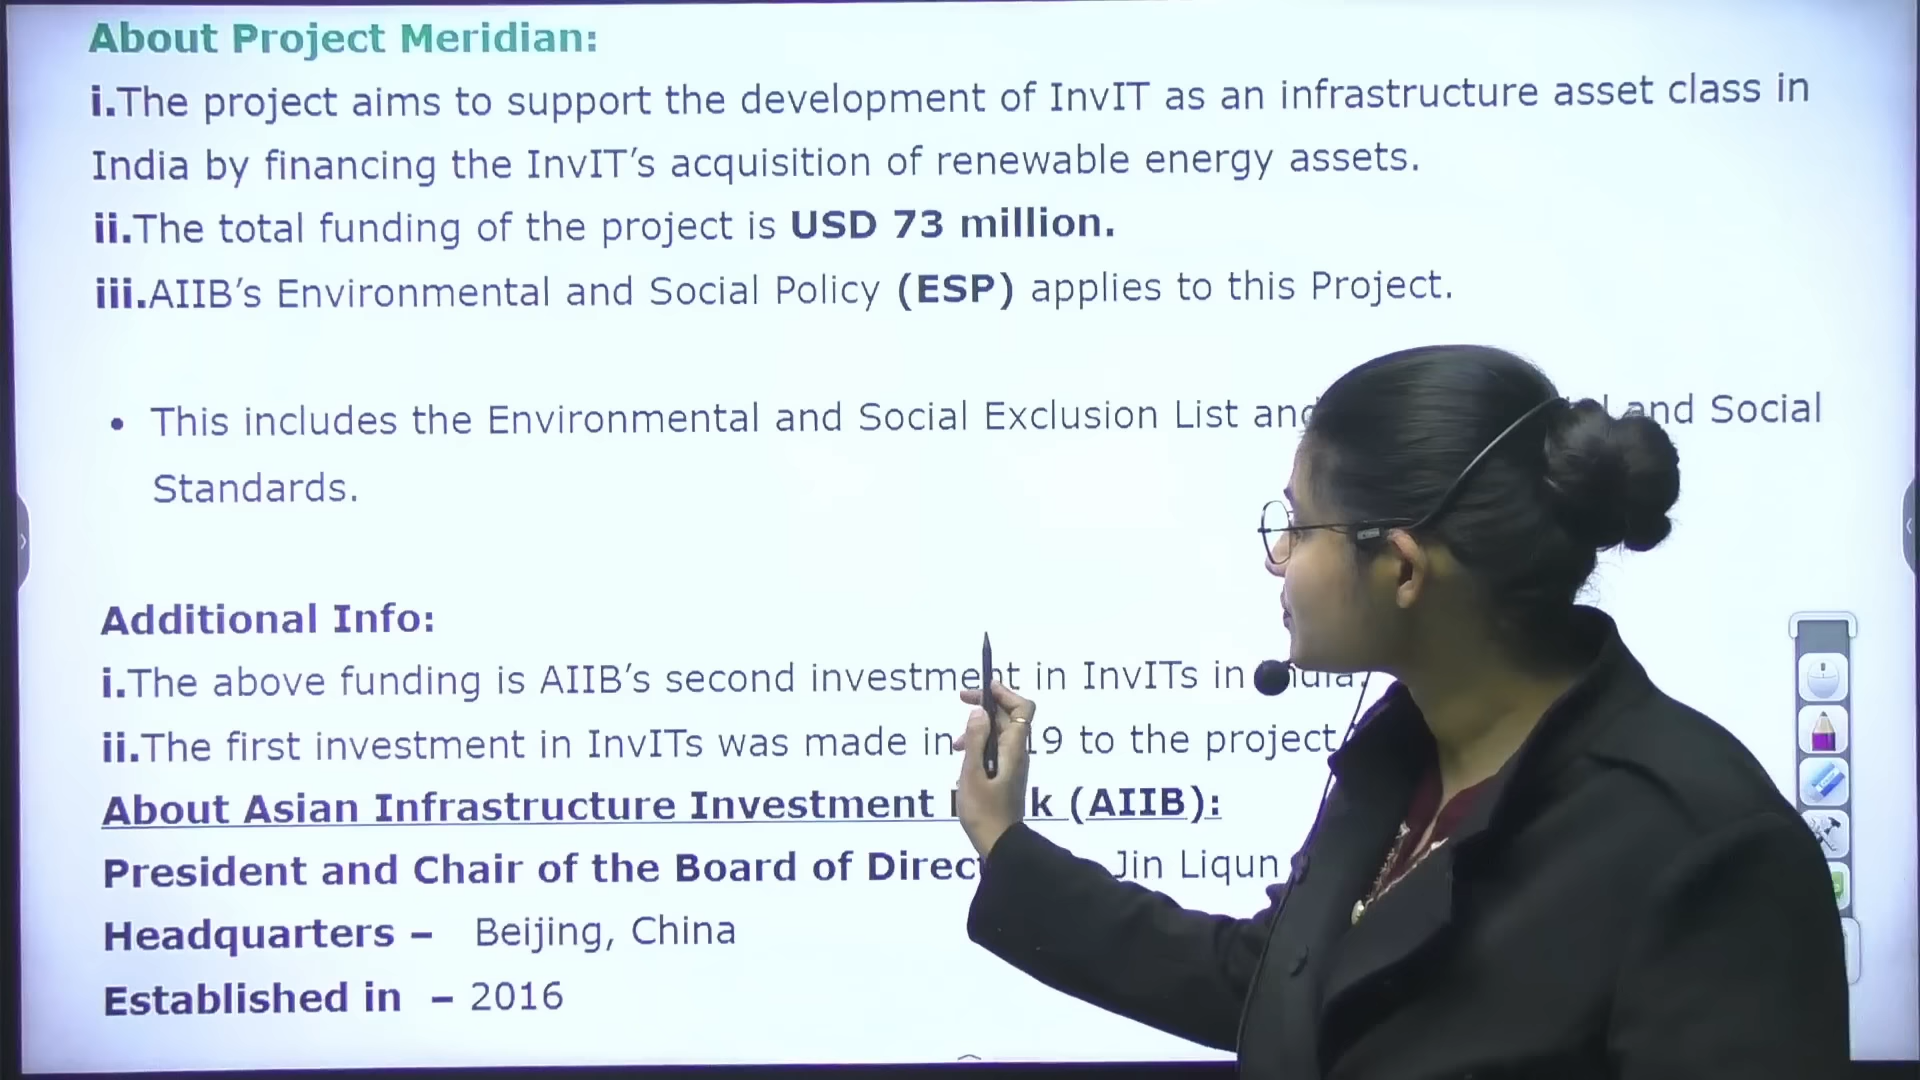 About Project Meridian:
i.The project aims to support the development of InvIT as an infrastructure asset class in
India by financing the InvIT’s acquisition of renewable energy assets.
ii.The total funding of the project is USD 73 million.
iii.AIIB’s Environmental and Social Policy (ESP) applies to this Project.
• This includes the Environmental and Social Exclusion List and Social
Standards.
Additional Info:
i.The above funding is AIIB’s second investment in InvITs in
ii.The first investment in InvITs was made in 19 to the project
About Asian Infrastructure Investment (AIIB):
President and Chair of the Board of Jin Liqun
Headquarters – Beijing, China
Established in – 2016